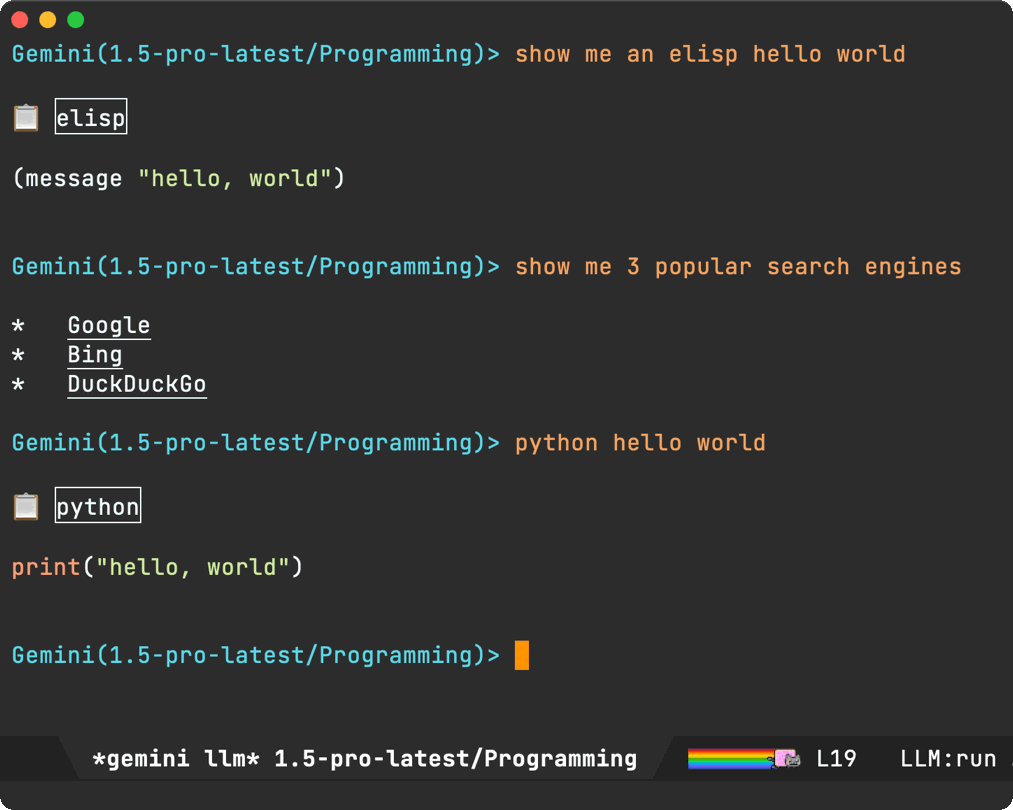 Gemini(1.5-pro-latest/Programming)> show me an elisp hello world
elisp
(message "hello, world")
Gemini(1.5-pro-latest/Programming)> show me 3 popular search engines
* Google
* Bing
* DuckDuckGo
Gemini(1.5-pro-latest/Programming)> python hello world
python
print("hello, world")
Gemini(1.5-pro-latest/Programming)>
*gemini llm* 1.5-pro-latest/Programming L19 LLM:run